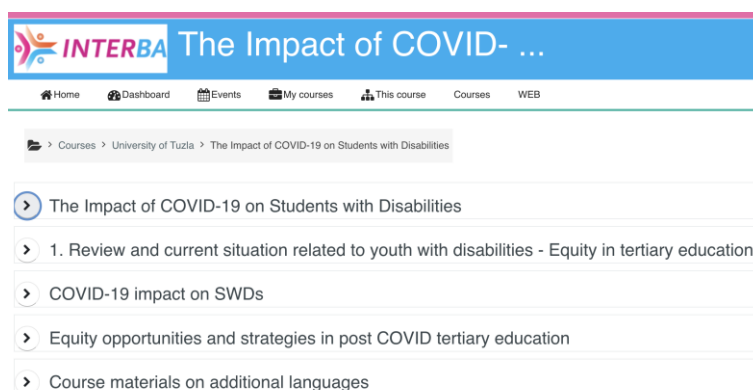 INTERBA The Impact of COVID- ...
Home Dashboard Events My courses This course Courses WEB
> Courses > University of Tuzla > The Impact of COVID-19 on Students with Disabilities
The Impact of COVID-19 on Students with Disabilities
1. Review and current situation related to youth with disabilities - Equity in tertiary education
COVID-19 impact on SWDs
Equity opportunities and strategies in post COVID tertiary education
Course materials on additional languages